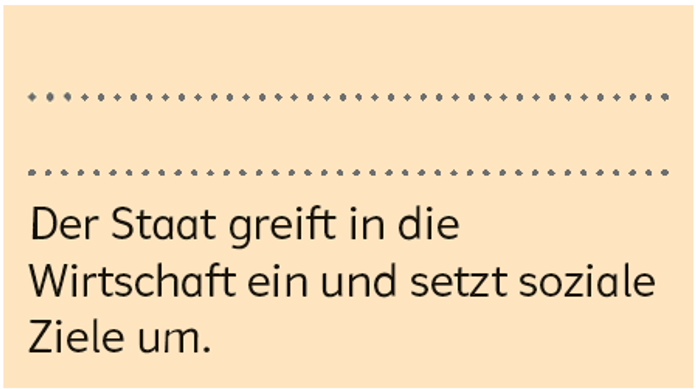 Der Staat greift in die
Wirtschaft ein und setzt soziale
Ziele um.